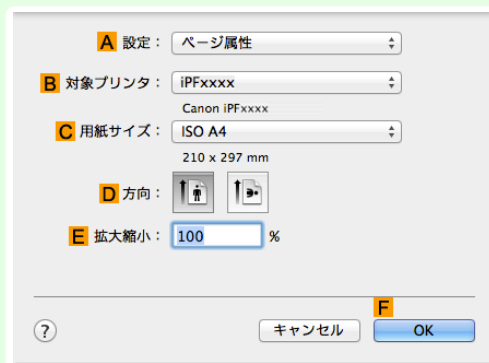 A 設定： ページ属性
B 対象プリンタ： iPFxxxx
Canon iPFxxxx
C 用紙サイズ： ISO A4
210 x 297 mm
D 方向：
E 拡大縮小： 100 %
F
? キャンセル OK